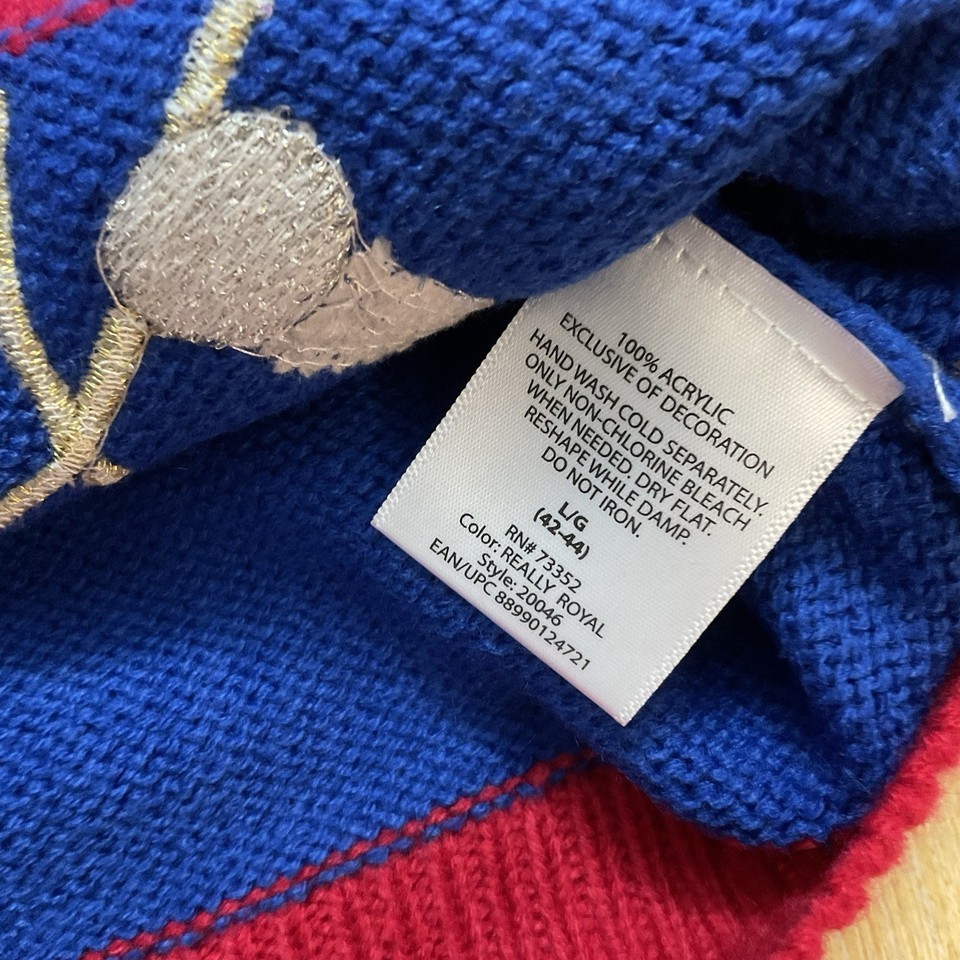 100% ACRYLIC
EXCLUSIVE OF DECORATION
HAND WASH COLD SEPARATELY.
ONLY NON-CHLORINE BLEACH
WHEN NEEDED. DRY FLAT.
RESHAPE WHILE DAMP.
DO NOT IRON.
L/G
(42-44)
RN# 73352
Color: REALLY ROYAL
Style: 20046
EAN/UPC 88990124721